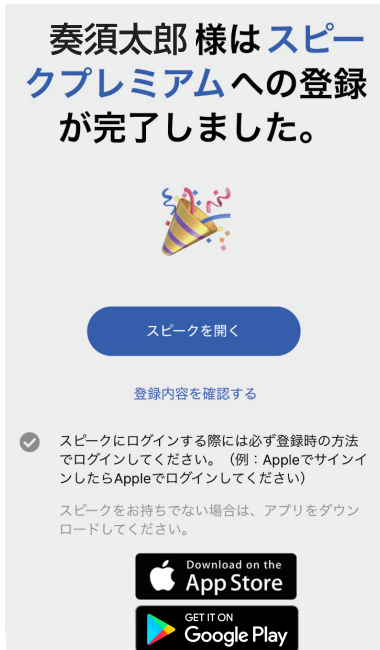 奏須太郎 様は スピー
クプレミアム への登録
が完了しました。
スピークを開く
登録内容を確認する
スピークにログインする際には必ず登録時の方法
でログインしてください。（例：Appleでサインイ
ンしたらAppleでログインしてください）
スピークをお持ちでない場合は、アプリをダウン
ロードしてください。
Download on the
App Store
GET IT ON
Google Play